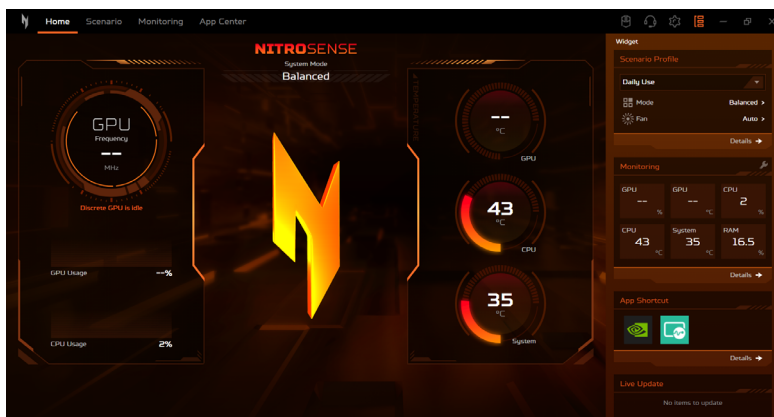 Home Scenario Monitoring App Center
NITROSENSE
System Mode
Balanced
GPU
Frequency
--
MHz
Discrete GPU is idle
GPU Usage --%
CPU Usage 2%
TEMPERATURE
--
°C
GPU
43
°C
CPU
35
°C
System
Widget
Scenario Profile
Daily Use
Mode Balanced >
Fan Auto >
Details →
Monitoring
GPU GPU CPU
-- -- 2
% °C %
CPU System RAM
43 35 16.5
°C °C %
Details →
App Shortcut
Details →
Live Update
No items to update